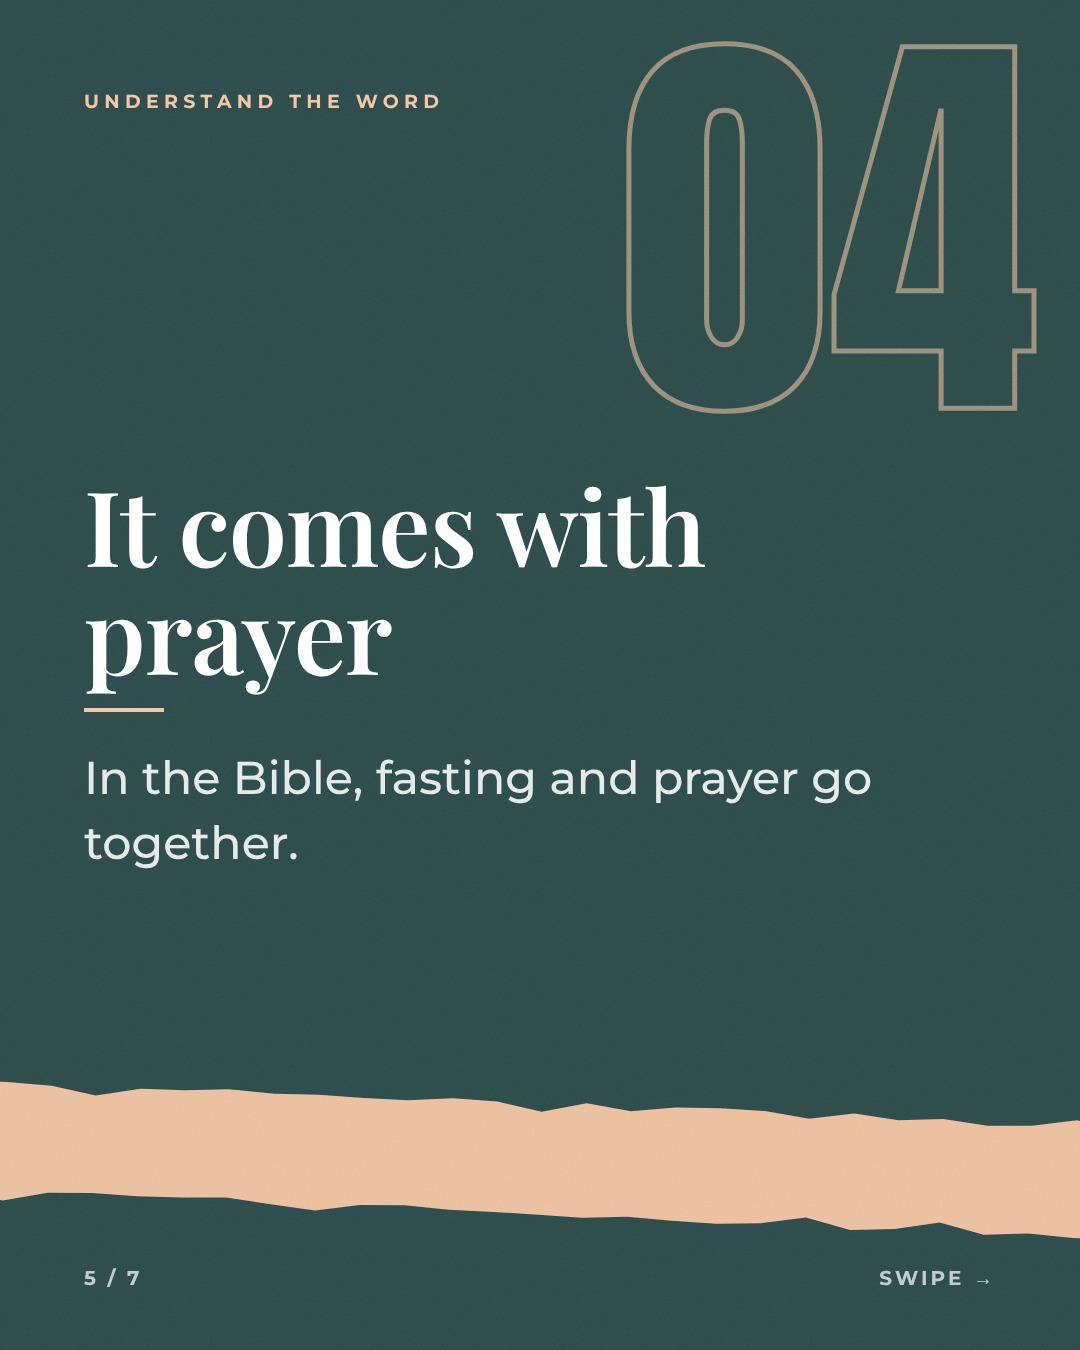 UNDERSTAND THE WORD
04
It comes with
prayer
In the Bible, fasting and prayer go
together.
5 / 7
SWIPE →